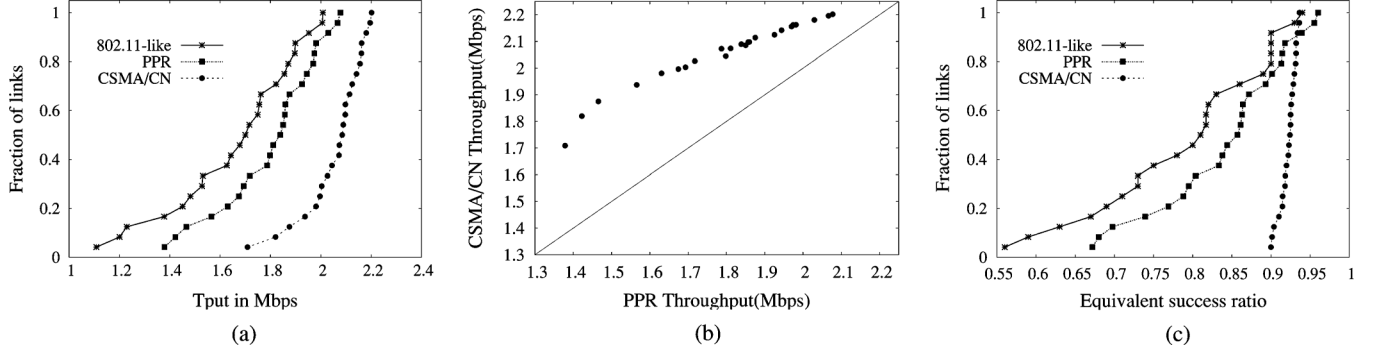 1
0.8
0.6
0.4
0.2
0
Fraction of links
802.11-like
PPR
CSMA/CN
1 1.2 1.4 1.6 1.8 2 2.2 2.4
Tput in Mbps
(a)
2.2
2.1
2
1.9
1.8
1.7
1.6
1.5
1.4
1.3
CSMA/CN Throughput(Mbps)
1.3 1.4 1.5 1.6 1.7 1.8 1.9 2 2.1 2.2
PPR Throughput(Mbps)
(b)
1
0.8
0.6
0.4
0.2
0
Fraction of links
802.11-like
PPR
CSMA/CN
0.55 0.6 0.65 0.7 0.75 0.8 0.85 0.9 0.95 1
Equivalent success ratio
(c)